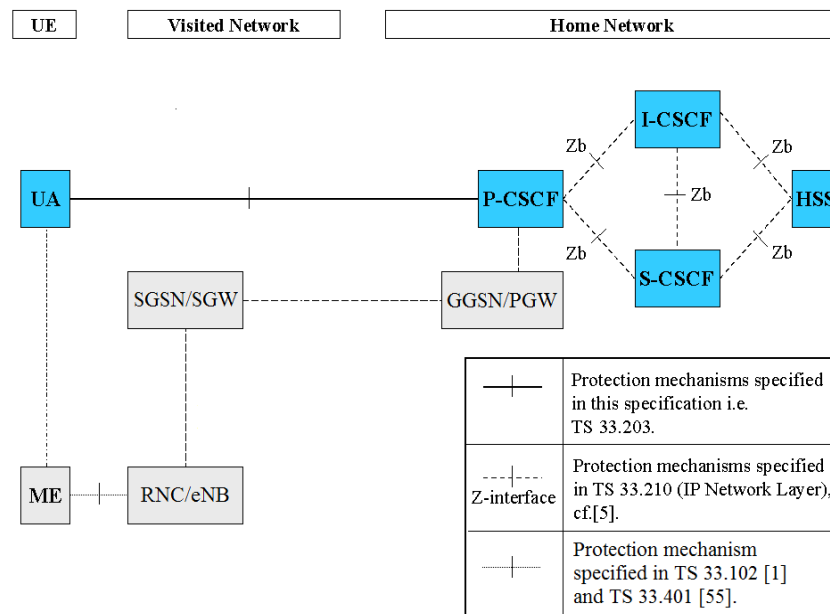 UE
Visited Network
Home Network
I-CSCF
Zb
Zb
UA
P-CSCF
Zb
HSS
Zb
Zb
S-CSCF
SGSN/SGW
GGSN/PGW
Protection mechanisms specified
in this specification i.e.
TS 33.203.
ME
RNC/eNB
Z-interface
Protection mechanisms specified
in TS 33.210 (IP Network Layer),
cf.[5].
Protection mechanism
specified in TS 33.102 [1]
and TS 33.401 [55].